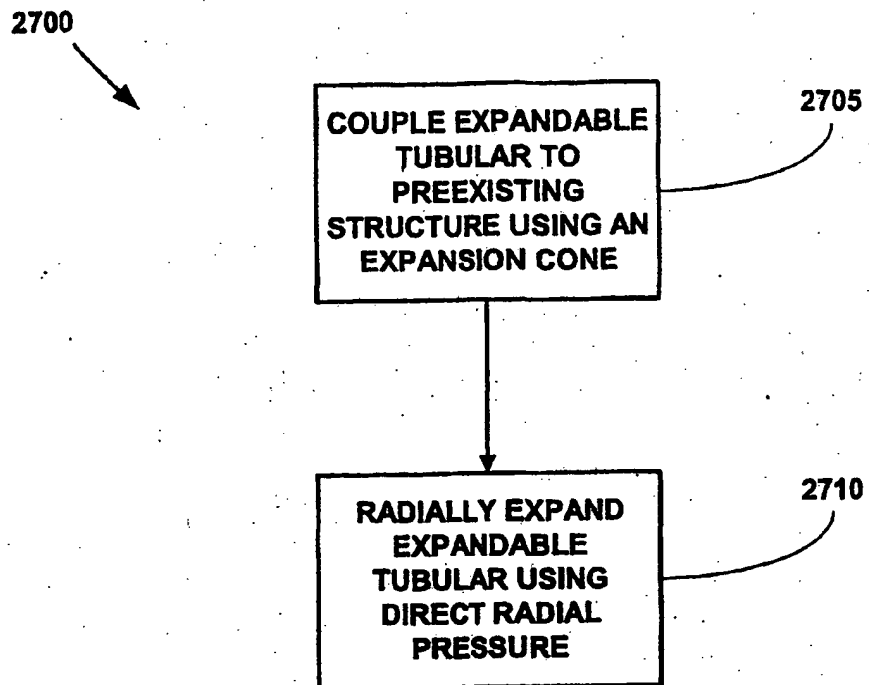 2700
2705
COUPLE EXPANDABLE
TUBULAR TO
PREEXISTING
STRUCTURE USING AN
EXPANSION CONE
2710
RADIALLY EXPAND
EXPANDABLE
TUBULAR USING
DIRECT RADIAL
PRESSURE